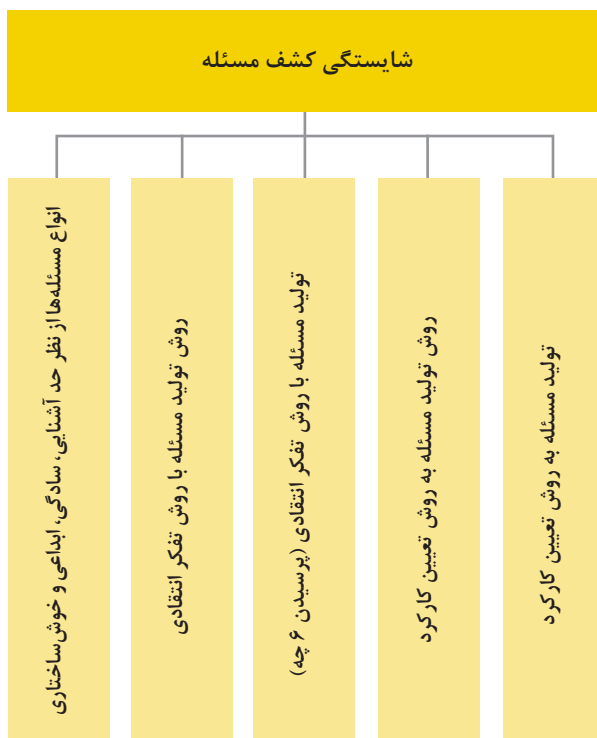 شایستگی کشف مسئله
تولید مسئله به روش تعیین کارکرد
روش تولید مسئله به روش تعیین کارکرد
تولید مسئله با روش تفکر انتقادی (پرسیدن ۶ چه)
روش تولید مسئله با روش تفکر انتقادی
انواع مسئله‌ها از نظر حد آشنایی، سادگی، ابداعی و خوش‌ساختاری